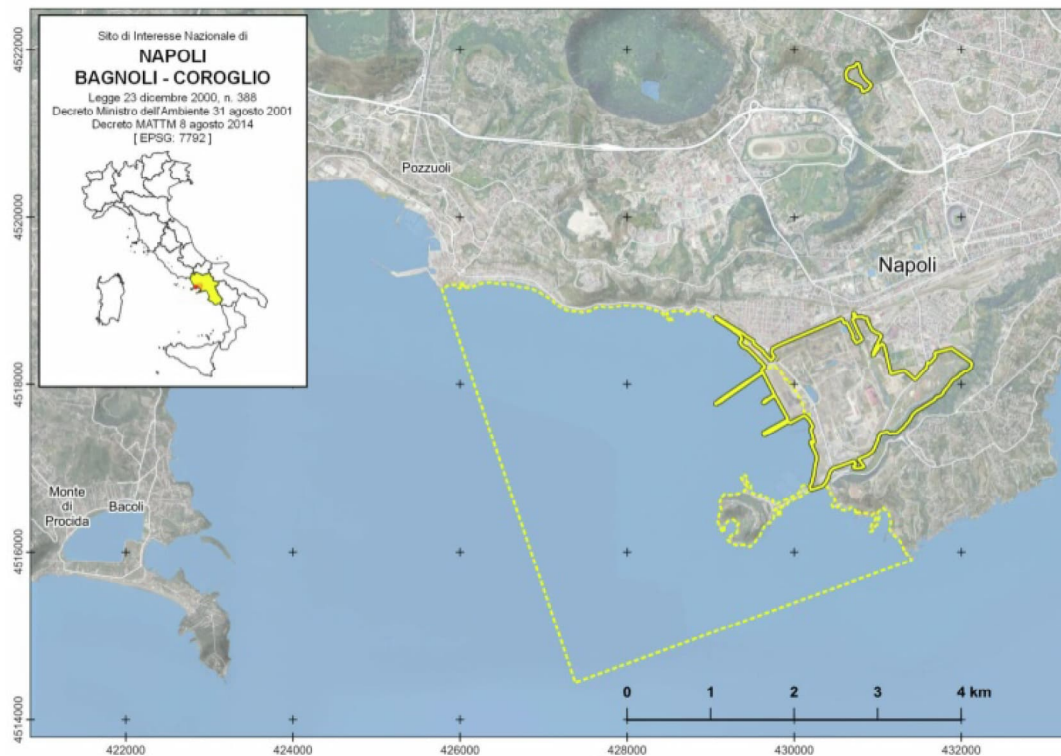 Sito di Interesse Nazionale di
NAPOLI
BAGNOLI - COROGLIO
Legge 23 dicembre 2000, n. 388
Decreto Ministro dell'Ambiente 31 agosto 2001
Decreto MATTM 8 agosto 2014
[ EPSG: 7792 ]
4522000
Pozzuoli
4520000
Napoli
4518000
Monte
di
Procida
Bacoli
4516000
0 1 2 3 4 km
4514000
422000 424000 426000 428000 430000 432000